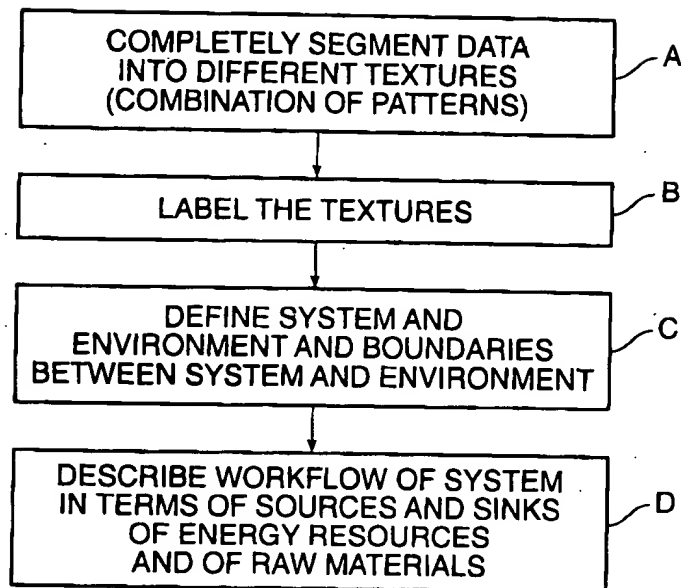 COMPLETELY SEGMENT DATA
INTO DIFFERENT TEXTURES
(COMBINATION OF PATTERNS)
A
LABEL THE TEXTURES
B
DEFINE SYSTEM AND
ENVIRONMENT AND BOUNDARIES
BETWEEN SYSTEM AND ENVIRONMENT
C
DESCRIBE WORKFLOW OF SYSTEM
IN TERMS OF SOURCES AND SINKS
OF ENERGY RESOURCES
AND OF RAW MATERIALS
D